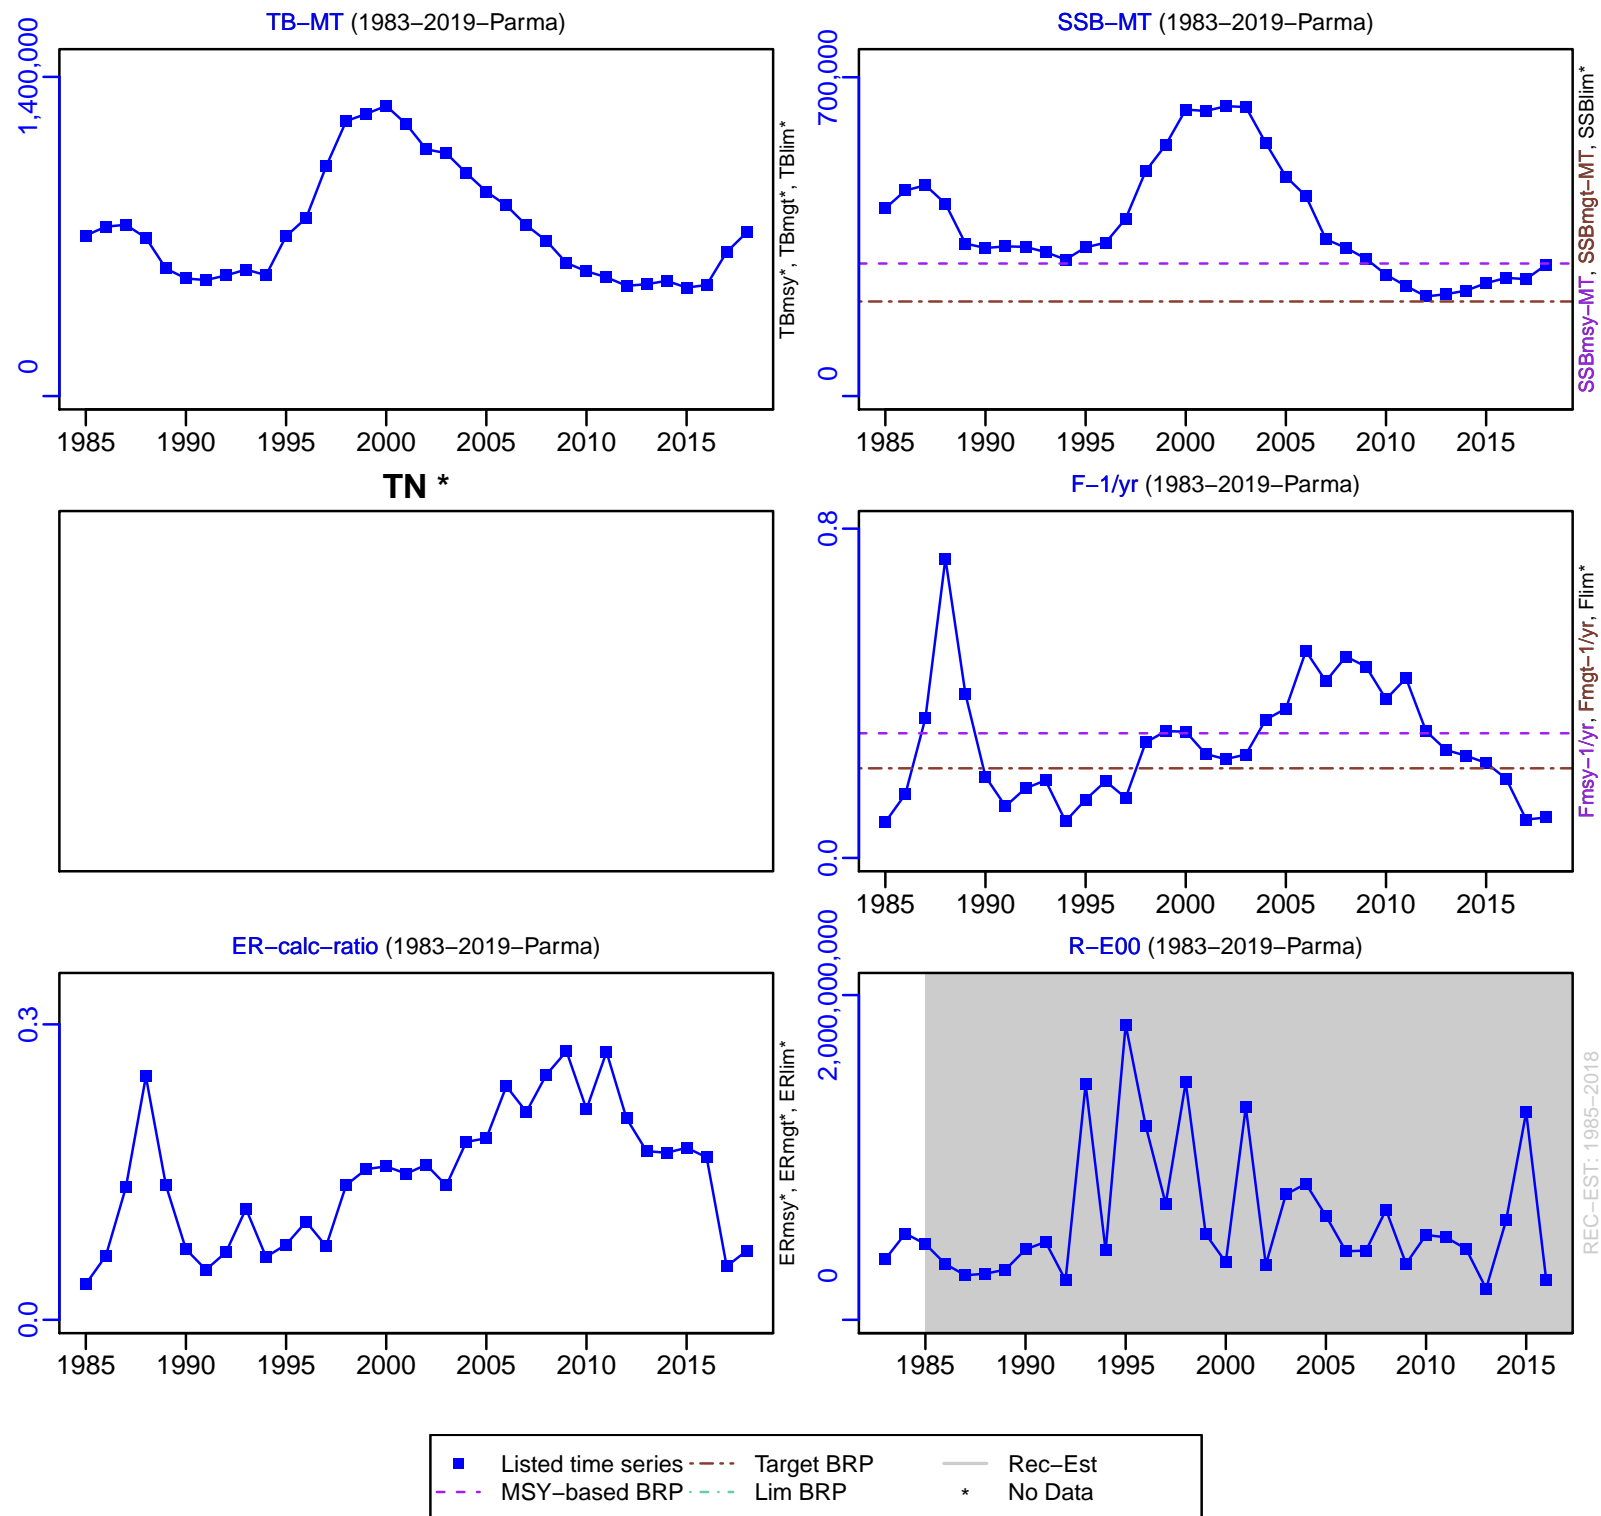 TB−MT (1983−2019−Parma)
1,400,000
0
1985 1990 1995 2000 2005 2010 2015
TBmsy*, TBmgt*, TBlim*
SSB−MT (1983−2019−Parma)
700,000
0
1985 1990 1995 2000 2005 2010 2015
SSBmsy−MT, SSBmgt−MT, SSBlim*
TN *
F−1/yr (1983−2019−Parma)
0.8
0.0
1985 1990 1995 2000 2005 2010 2015
Fmsy−1/yr, Fmgt−1/yr, Flim*
ER−calc−ratio (1983−2019−Parma)
0.3
0.0
1985 1990 1995 2000 2005 2010 2015
ERmsy*, ERmgt*, ERlim*
R−E00 (1983−2019−Parma)
2,000,000,000
0
1985 1990 1995 2000 2005 2010 2015
REC−EST: 1985−2018
Listed time series Target BRP Rec−Est
MSY−based BRP Lim BRP * No Data